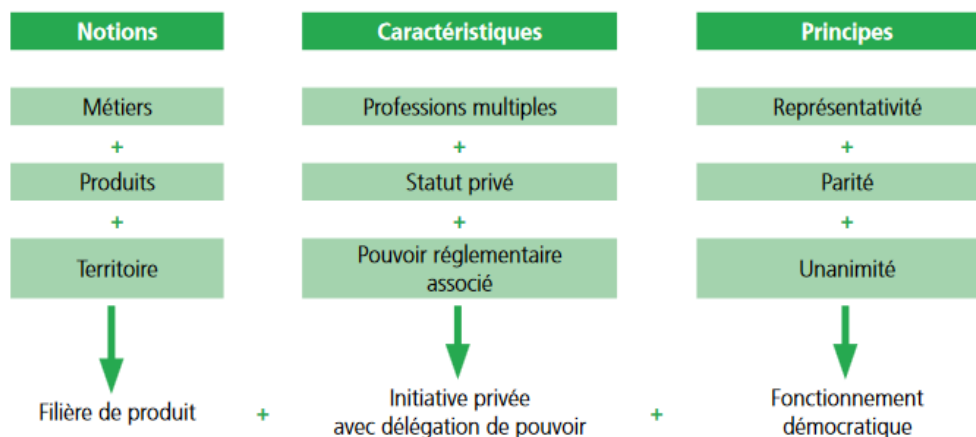 Notions Caractéristiques Principes
Métiers Professions multiples Représentativité
+ + +
Produits Statut privé Parité
+ + +
Territoire Pouvoir réglementaire associé Unanimité
Filière de produit + Initiative privée avec délégation de pouvoir + Fonctionnement démocratique